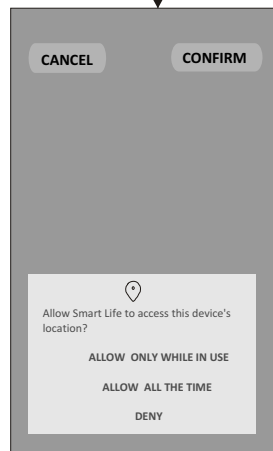 CANCEL CONFIRM
Allow Smart Life to access this device's
location?
ALLOW ONLY WHILE IN USE
ALLOW ALL THE TIME
DENY